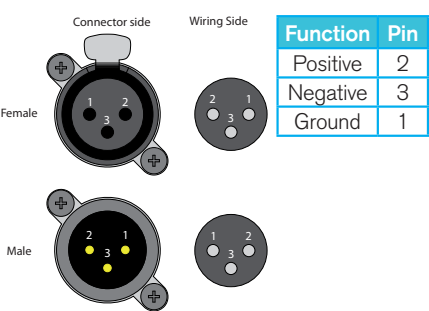 Connector side
Wiring Side
Female
1 2
3
2 1
3
Male
2 1
3
1 2
3
Function Pin
Positive 2
Negative 3
Ground 1